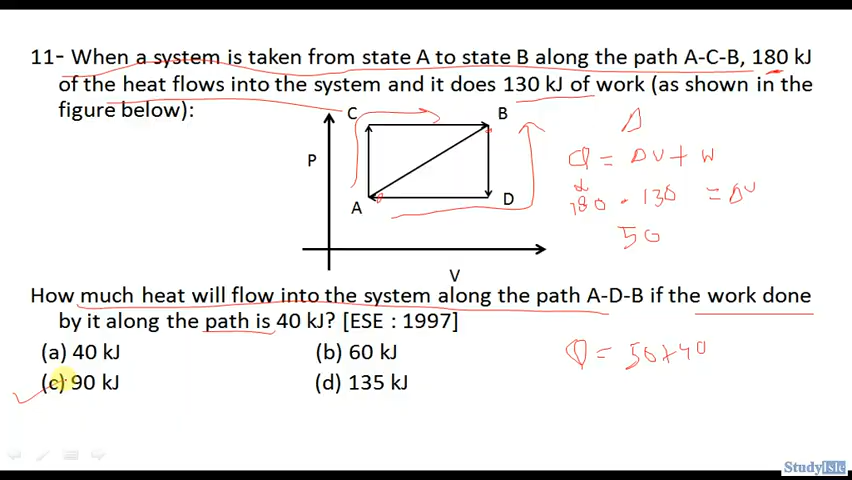 11- When a system is taken from state A to state B along the path A-C-B, 180 kJ
of the heat flows into the system and it does 130 kJ of work (as shown in the
figure below):
C
B
P
A
D
V
Q = ΔU + W
180 - 130 = ΔU
50
How much heat will flow into the system along the path A-D-B if the work done
by it along the path is 40 kJ? [ESE : 1997]
(a) 40 kJ
(b) 60 kJ
Q = 50+40
(c) 90 kJ
(d) 135 kJ
StudyIsle